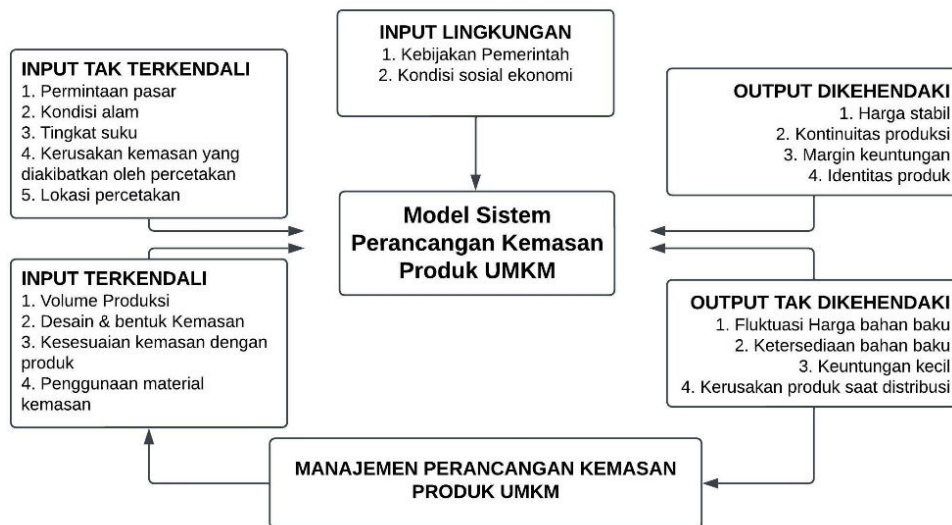 INPUT LINGKUNGAN
1. Kebijakan Pemerintah
2. Kondisi sosial ekonomi
INPUT TAK TERKENDALI
1. Permintaan pasar
2. Kondisi alam
3. Tingkat suku
4. Kerusakan kemasan yang
diakibatkan oleh percetakan
5. Lokasi percetakan
OUTPUT DIKEHENDAKI
1. Harga stabil
2. Kontinuitas produksi
3. Margin keuntungan
4. Identitas produk
Model Sistem
Perancangan Kemasan
Produk UMKM
INPUT TERKENDALI
1. Volume Produksi
2. Desain & bentuk Kemasan
3. Kesesuaian kemasan dengan
produk
4. Penggunaan material
kemasan
OUTPUT TAK DIKEHENDAKI
1. Fluktuasi Harga bahan baku
2. Ketersediaan bahan baku
3. Keuntungan kecil
4. Kerusakan produk saat distribusi
MANAJEMEN PERANCANGAN KEMASAN
PRODUK UMKM